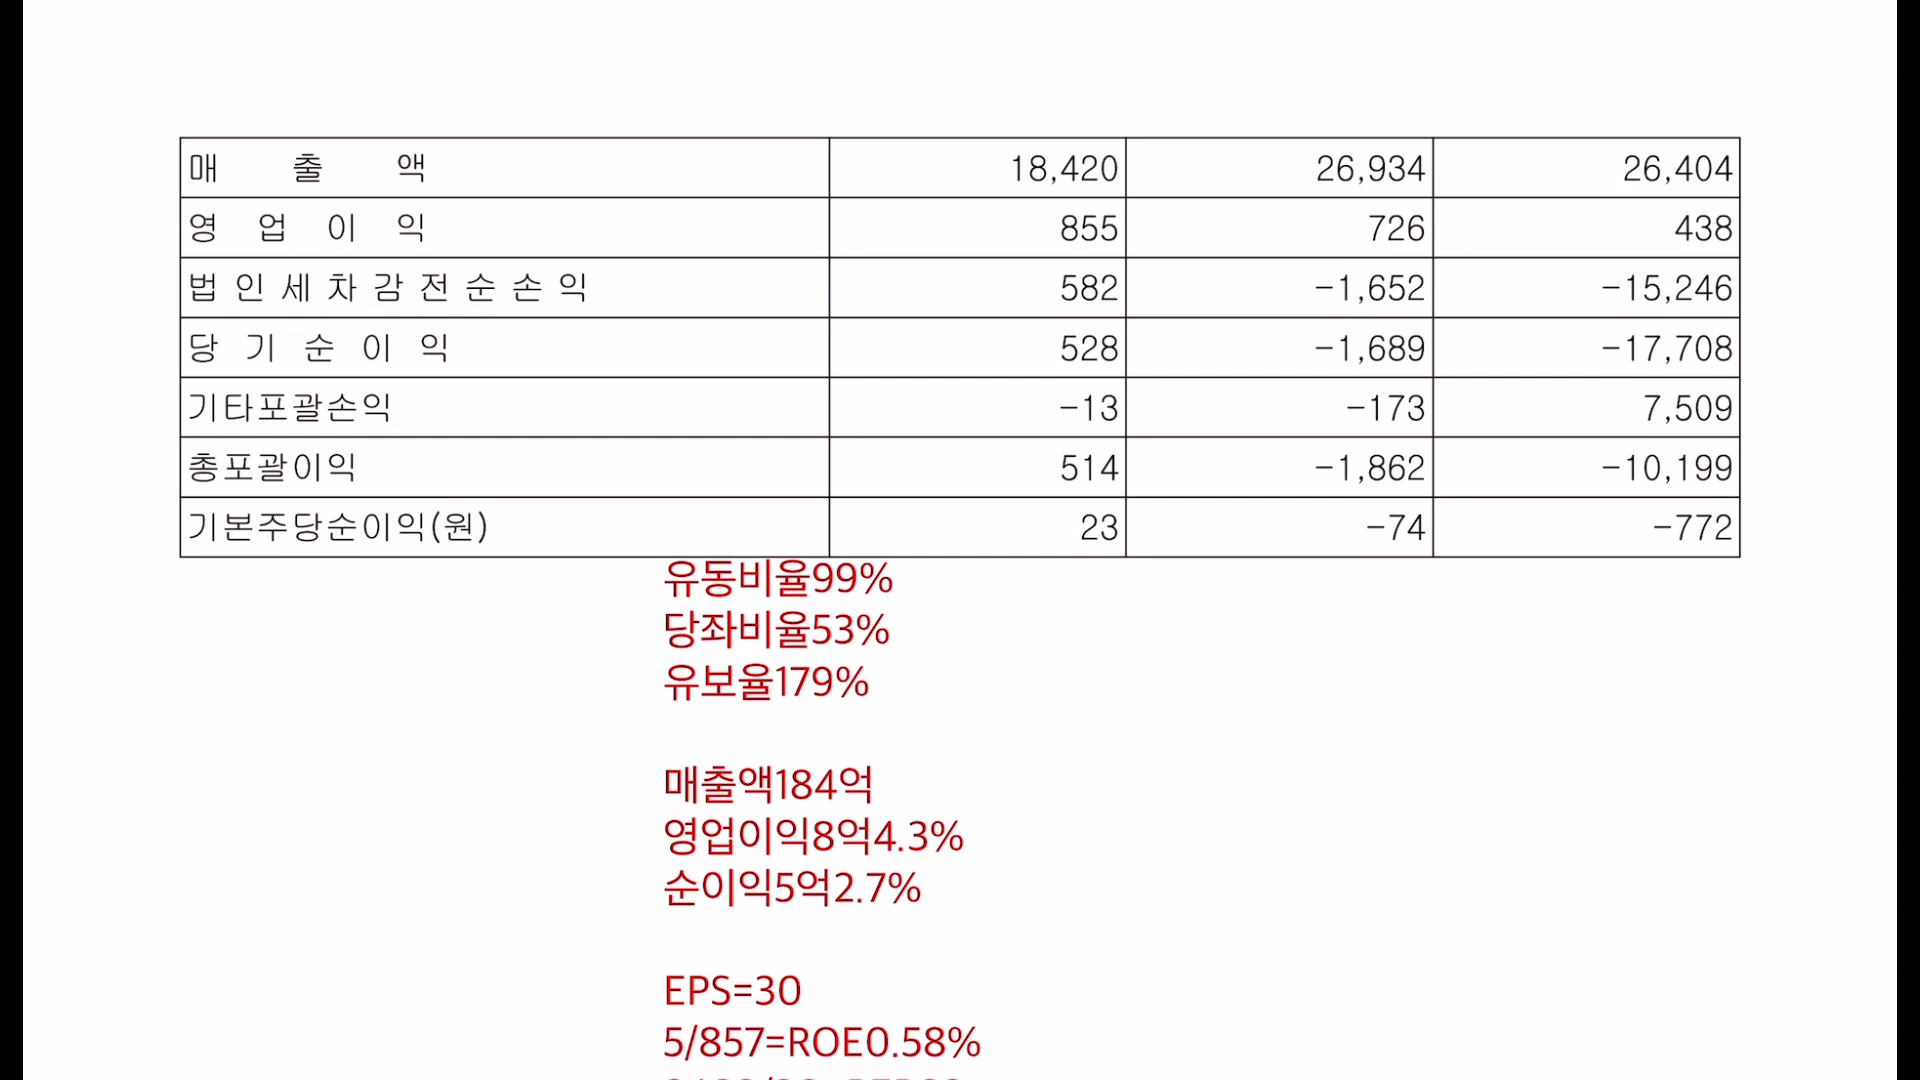 매 출 액 18,420 26,934 26,404
영 업 이 익 855 726 438
법 인 세 차 감 전 순 손 익 582 -1,652 -15,246
당 기 순 이 익 528 -1,689 -17,708
기타포괄손익 -13 -173 7,509
총포괄이익 514 -1,862 -10,199
기본주당순이익(원) 23 -74 -772
유동비율99%
당좌비율53%
유보율179%
매출액184억
영업이익8억4.3%
순이익5억2.7%
EPS=30
5/857=ROE0.58%